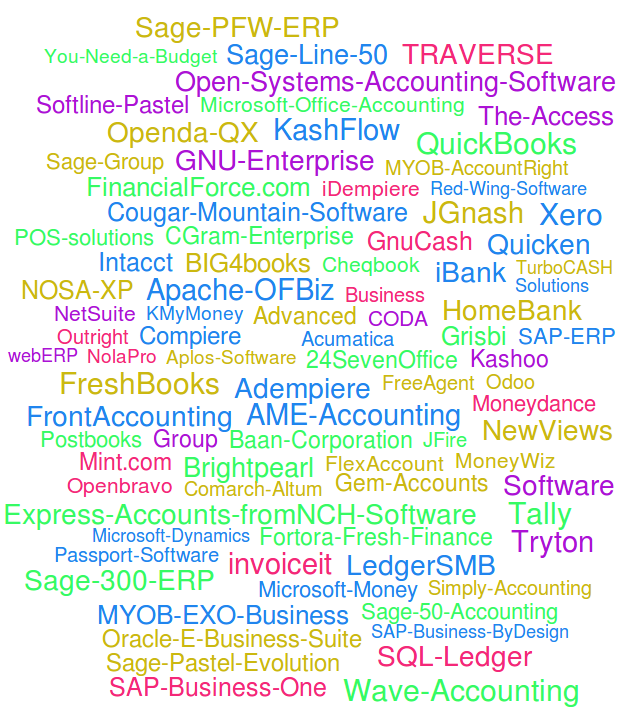 Sage-PFW-ERP
You-Need-a-Budget Sage-Line-50 TRAVERSE
Open-Systems-Accounting-Software
Softline-Pastel Microsoft-Office-Accounting The-Access
Openda-QX KashFlow QuickBooks
Sage-Group GNU-Enterprise MYOB-AccountRight
FinancialForce.com iDempiere Red-Wing-Software
Cougar-Mountain-Software JGnash Xero
POS-solutions CGram-Enterprise GnuCash Quicken
Intacct BIG4books Cheqbook iBank TurboCASH
NOSA-XP Apache-OFBiz Business Solutions
NetSuite KMyMoney Advanced CODA HomeBank
Outright Compiere Acumatica Grisbi SAP-ERP
webERP NolaPro Aplos-Software 24SevenOffice Kashoo
FreshBooks Adempiere FreeAgent Odoo
FrontAccounting AME-Accounting Moneydance
Postbooks Group Baan-Corporation JFire NewViews
Mint.com Brightpearl FlexAccount MoneyWiz
Openbravo Comarch-Altum Gem-Accounts Software
Express-Accounts-fromNCH-Software Tally
Microsoft-Dynamics Fortora-Fresh-Finance Tryton
Passport-Software invoiceit LedgerSMB
Sage-300-ERP Microsoft-Money Simply-Accounting
MYOB-EXO-Business Sage-50-Accounting
Oracle-E-Business-Suite SAP-Business-ByDesign
Sage-Pastel-Evolution SQL-Ledger
SAP-Business-One Wave-Accounting